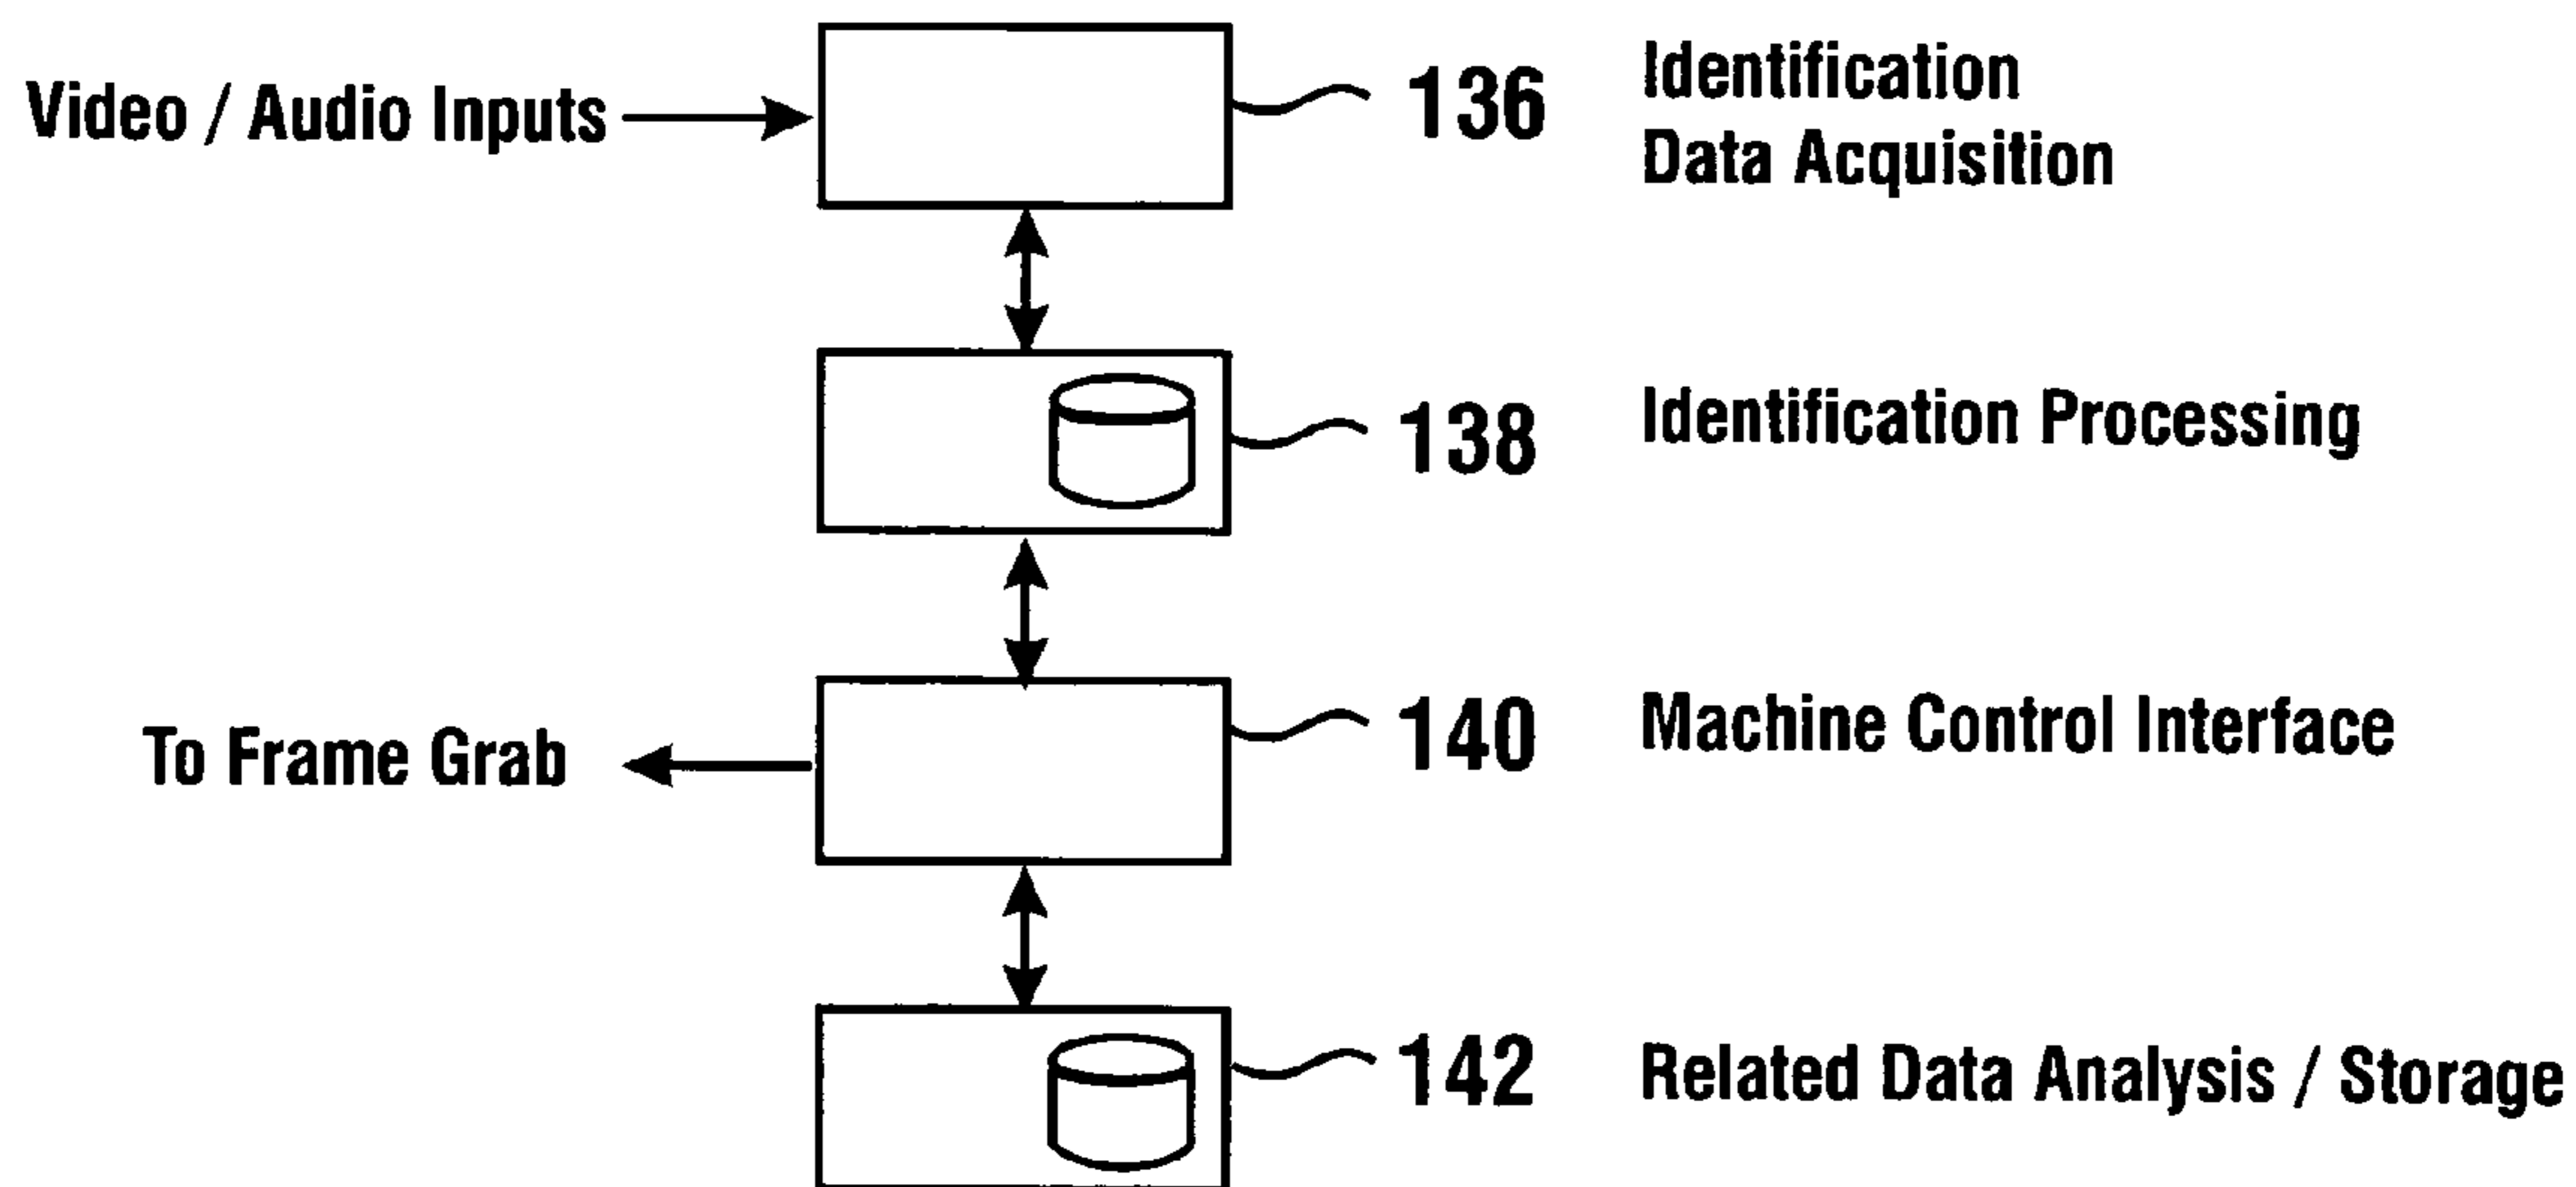 Video / Audio Inputs
136
Identification
Data Acquisition
138
Identification Processing
To Frame Grab
140
Machine Control Interface
142
Related Data Analysis / Storage